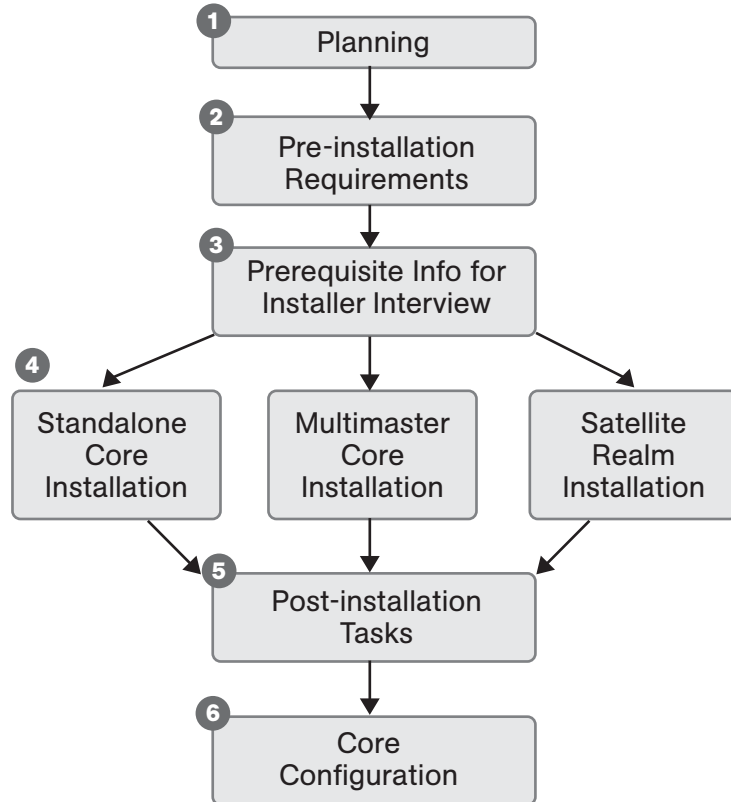 1
Planning
2
Pre-installation
Requirements
3
Prerequisite Info for
Installer Interview
4
Standalone
Core
Installation
Multimaster
Core
Installation
Satellite
Realm
Installation
5
Post-installation
Tasks
6
Core
Configuration